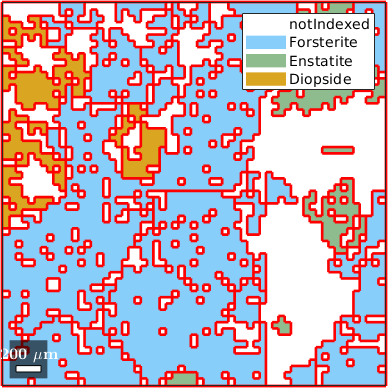 notIndexed
Forsterite
Enstatite
Diopside
200 μm